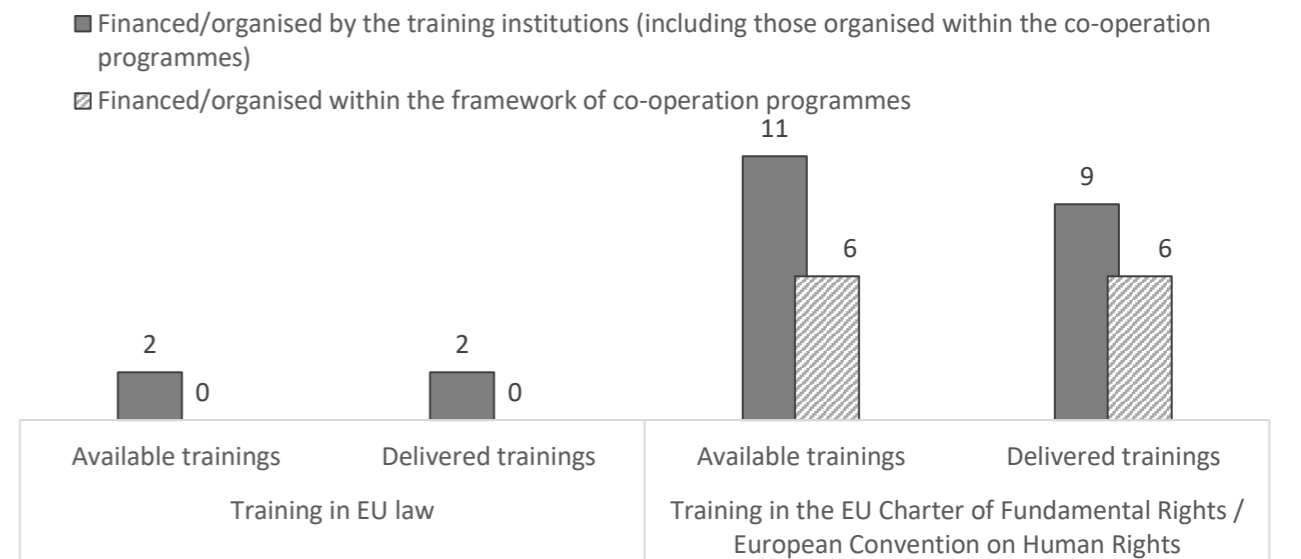 Financed/organised by the training institutions (including those organised within the co-operation
programmes)
Financed/organised within the framework of co-operation programmes
11
9
6
6
2
2
0
0
Available trainings
Delivered trainings
Available trainings
Delivered trainings
Training in EU law
Training in the EU Charter of Fundamental Rights /
European Convention on Human Rights